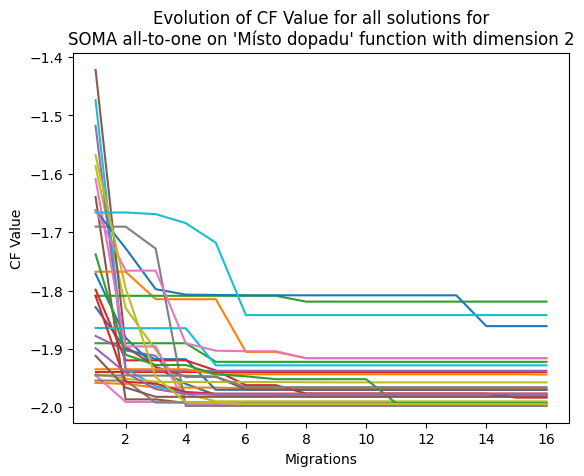 Evolution of CF Value for all solutions for
SOMA all-to-one on 'Místo dopadu' function with dimension 2
−1.4
−1.5
−1.6
−1.7
−1.8
−1.9
−2.0
CF Value
2 4 6 8 10 12 14 16
Migrations